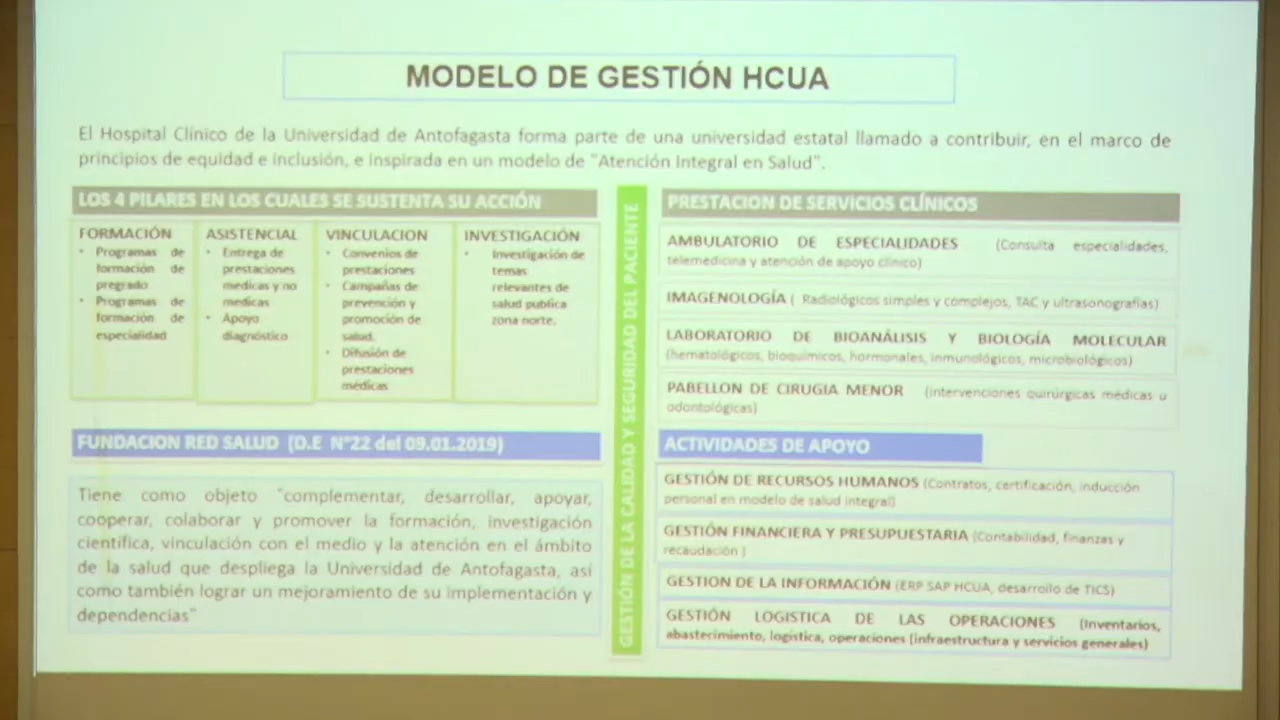 MODELO DE GESTIÓN HCUA
El Hospital Clínico de la Universidad de Antofagasta forma parte de una universidad estatal llamado a contribuir, en el marco de
principios de equidad e inclusión, e inspirada en un modelo de "Atención Integral en Salud".
LOS 4 PILARES EN LOS CUALES SE SUSTENTA SU ACCIÓN
FORMACIÓN
• Programas de
formación de
pregrado
• Programas de
formación de
especialidad
ASISTENCIAL
• Entrega de
prestaciones
medicas y no
medicas
• Apoyo
diagnóstico
VINCULACION
• Convenios de
prestaciones
• Campañas de
prevención y
promoción de
salud.
• Difusión de
prestaciones
médicas
INVESTIGACIÓN
• Investigación de
temas
relevantes de
salud publica
zona norte.
FUNDACION RED SALUD (D.E N°22 del 09.01.2019)
Tiene como objeto "complementar, desarrollar, apoyar,
cooperar, colaborar y promover la formación, investigación
científica, vinculación con el medio y la atención en el ámbito
de la salud que despliega la Universidad de Antofagasta, así
como también lograr un mejoramiento de su implementación y
dependencias"
GESTIÓN DE LA CALIDAD Y SEGURIDAD DEL PACIENTE
PRESTACION DE SERVICIOS CLÍNICOS
AMBULATORIO DE ESPECIALIDADES (Consulta especialidades,
telemedicina y atención de apoyo clínico)
IMAGENOLOGÍA ( Radiológicos simples y complejos, TAC y ultrasonografías)
LABORATORIO DE BIOANÁLISIS Y BIOLOGÍA MOLECULAR
(hematológicos, bioquímicos, hormonales, inmunológicos, microbiológicos)
PABELLON DE CIRUGIA MENOR (intervenciones quirúrgicas médicas u
odontológicas)
ACTIVIDADES DE APOYO
GESTIÓN DE RECURSOS HUMANOS (Contratos, certificación, inducción
personal en modelo de salud integral)
GESTIÓN FINANCIERA Y PRESUPUESTARIA (Contabilidad, finanzas y
recaudación )
GESTION DE LA INFORMACIÓN (ERP SAP HCUA, desarrollo de TICS)
GESTIÓN LOGISTICA DE LAS OPERACIONES (Inventarios,
abastecimiento, logística, operaciones (infraestructura y servicios generales)